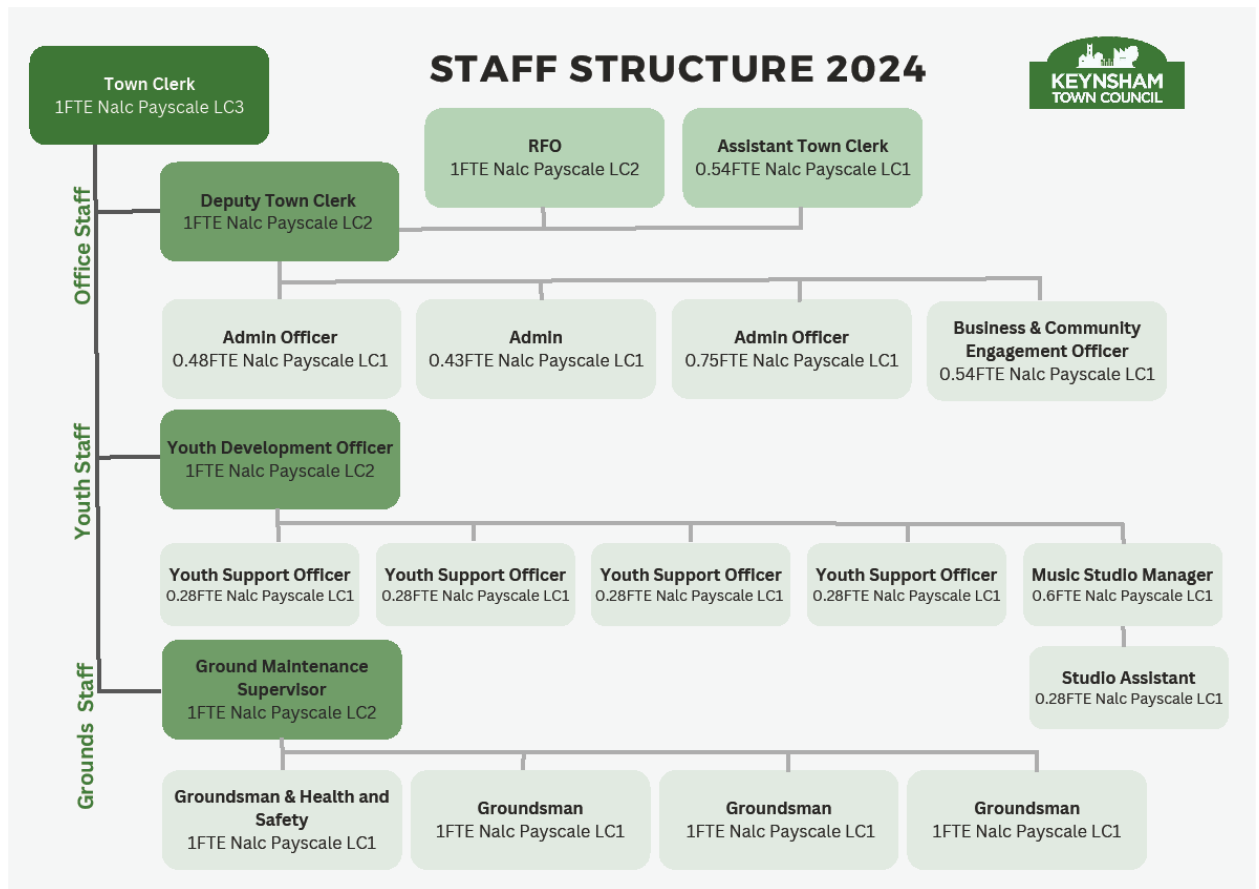 STAFF STRUCTURE 2024
KEYNSHAM
TOWN COUNCIL
Town Clerk
1FTE Nalc Payscale LC3
Office Staff
RFO
1FTE Nalc Payscale LC2
Assistant Town Clerk
0.54FTE Nalc Payscale LC1
Deputy Town Clerk
1FTE Nalc Payscale LC2
Admin Officer
0.48FTE Nalc Payscale LC1
Admin
0.43FTE Nalc Payscale LC1
Admin Officer
0.75FTE Nalc Payscale LC1
Business & Community
Engagement Officer
0.54FTE Nalc Payscale LC1
Youth Staff
Youth Development Officer
1FTE Nalc Payscale LC2
Youth Support Officer
0.28FTE Nalc Payscale LC1
Youth Support Officer
0.28FTE Nalc Payscale LC1
Youth Support Officer
0.28FTE Nalc Payscale LC1
Youth Support Officer
0.28FTE Nalc Payscale LC1
Music Studio Manager
0.6FTE Nalc Payscale LC1
Studio Assistant
0.28FTE Nalc Payscale LC1
Grounds Staff
Ground Maintenance
Supervisor
1FTE Nalc Payscale LC2
Groundsman & Health and
Safety
1FTE Nalc Payscale LC1
Groundsman
1FTE Nalc Payscale LC1
Groundsman
1FTE Nalc Payscale LC1
Groundsman
1FTE Nalc Payscale LC1